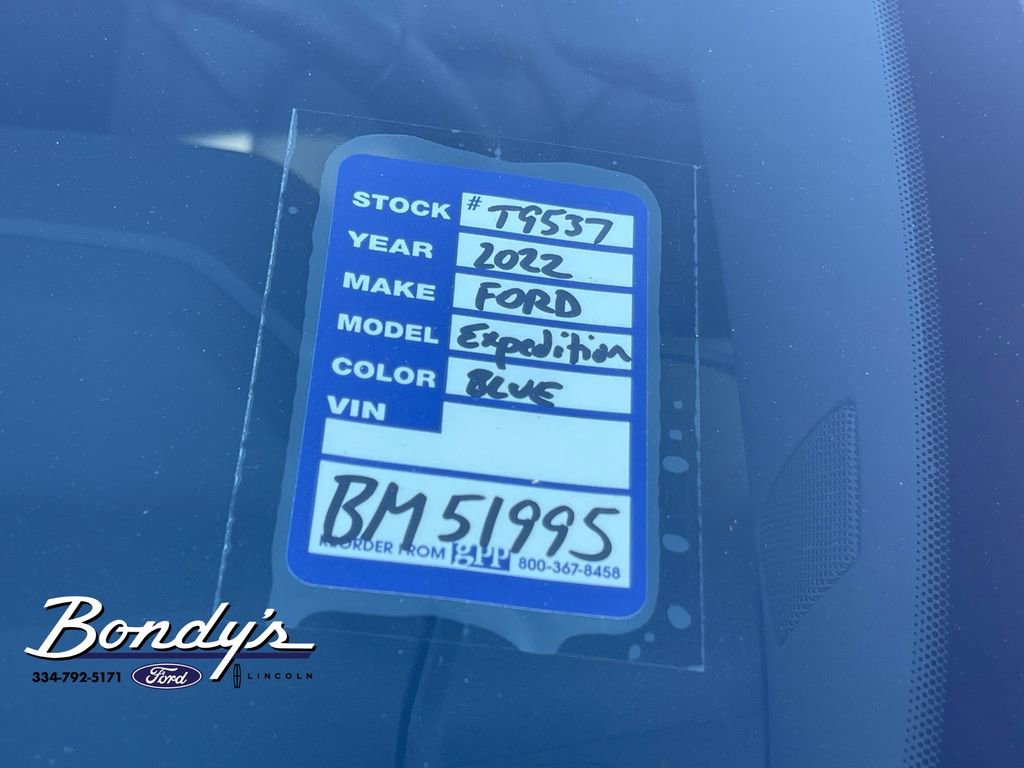 STOCK # T9537
YEAR 2022
MAKE FORD
MODEL Expedition
COLOR BLUE
VIN
BM51995
REORDER FROM gpp 800-367-8458
Bondy's
334-792-5171 Ford LINCOLN